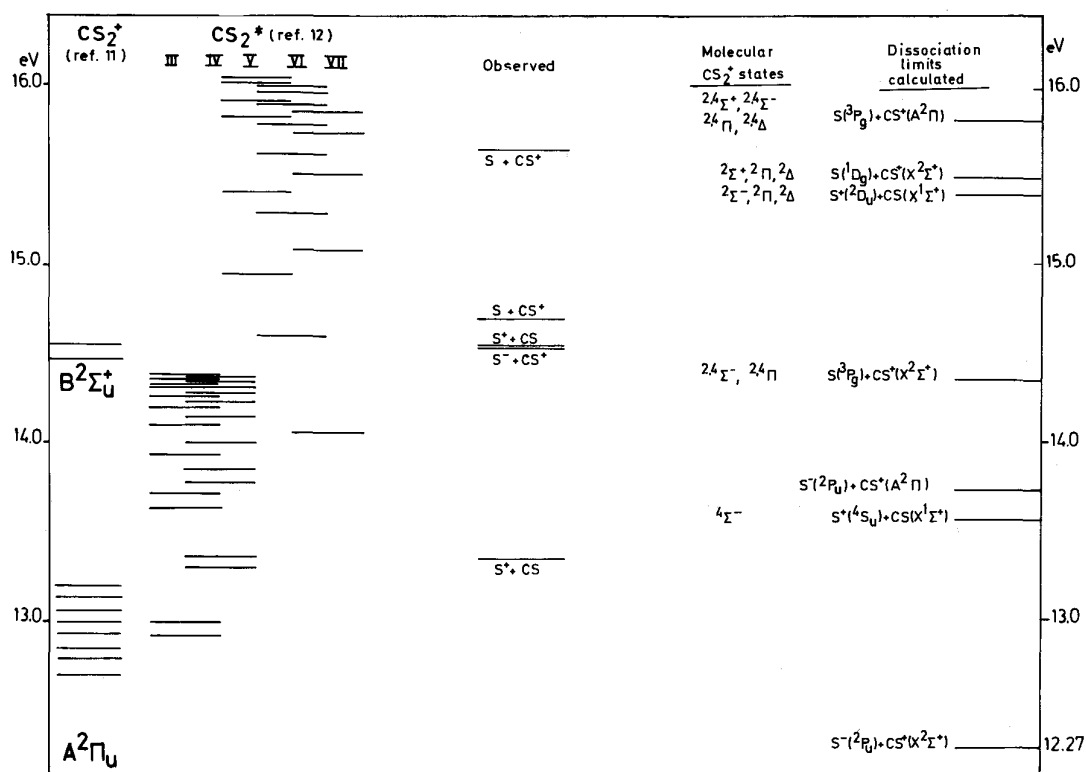 CS₂⁺
(ref. 11)
CS₂* (ref. 12)
III IV V VI VII
Observed
Molecular
CS₂⁺ states
Dissociation
limits
calculated
eV
16.0
15.0
14.0
13.0
eV
16.0
15.0
14.0
13.0
12.27
B²Σᵤ⁺
A²Πᵤ
S + CS⁺
S + CS⁺
S⁺ + CS
S⁻ + CS⁺
S⁺ + CS
²,⁴Σ⁺, ²,⁴Σ⁻
²,⁴Π, ²,⁴Δ
²Σ⁺, ²Π, ²Δ
²Σ⁻, ²Π, ²Δ
²,⁴Σ⁻, ²,⁴Π
⁴Σ⁻
S(³P_g) + CS⁺(A²Π)
S(¹D_g) + CS⁺(X²Σ⁺)
S⁺(²Dᵤ) + CS(X¹Σ⁺)
S(³P_g) + CS⁺(X²Σ⁺)
S⁻(²Pᵤ) + CS⁺(A²Π)
S⁺(⁴Sᵤ) + CS(X¹Σ⁺)
S⁻(²Pᵤ) + CS⁺(X²Σ⁺)